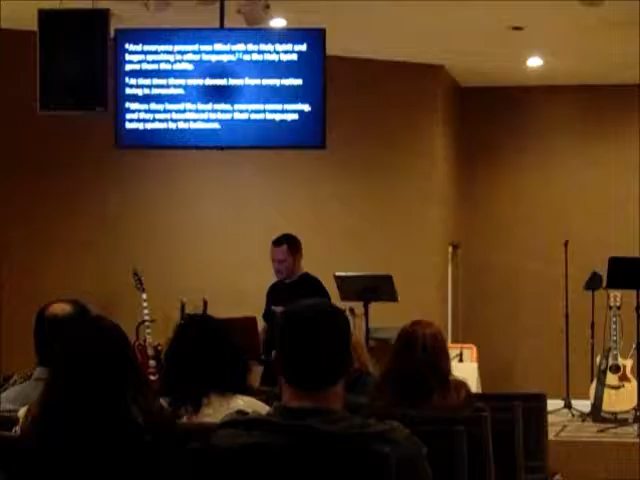 ⁴And everyone present was filled with the Holy Spirit and
began speaking in other languages, as the Holy Spirit
gave them this ability.
⁵At that time there were devout Jews from every nation
living in Jerusalem.
⁶When they heard the loud noise, everyone came running,
and they were bewildered to hear their own languages
being spoken by the believers.